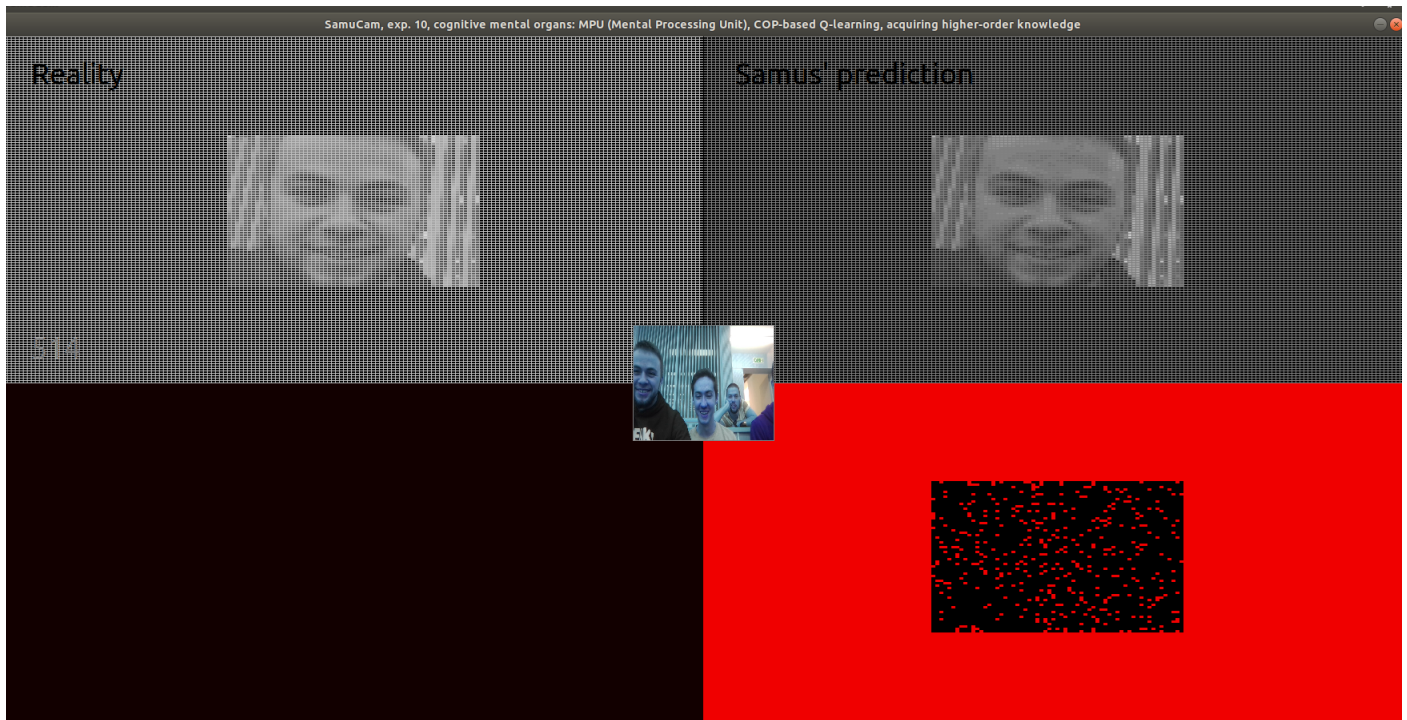 SamuCam, exp. 10, cognitive mental organs: MPU (Mental Processing Unit), COP-based Q-learning, acquiring higher-order knowledge
Reality
Samus' prediction
514